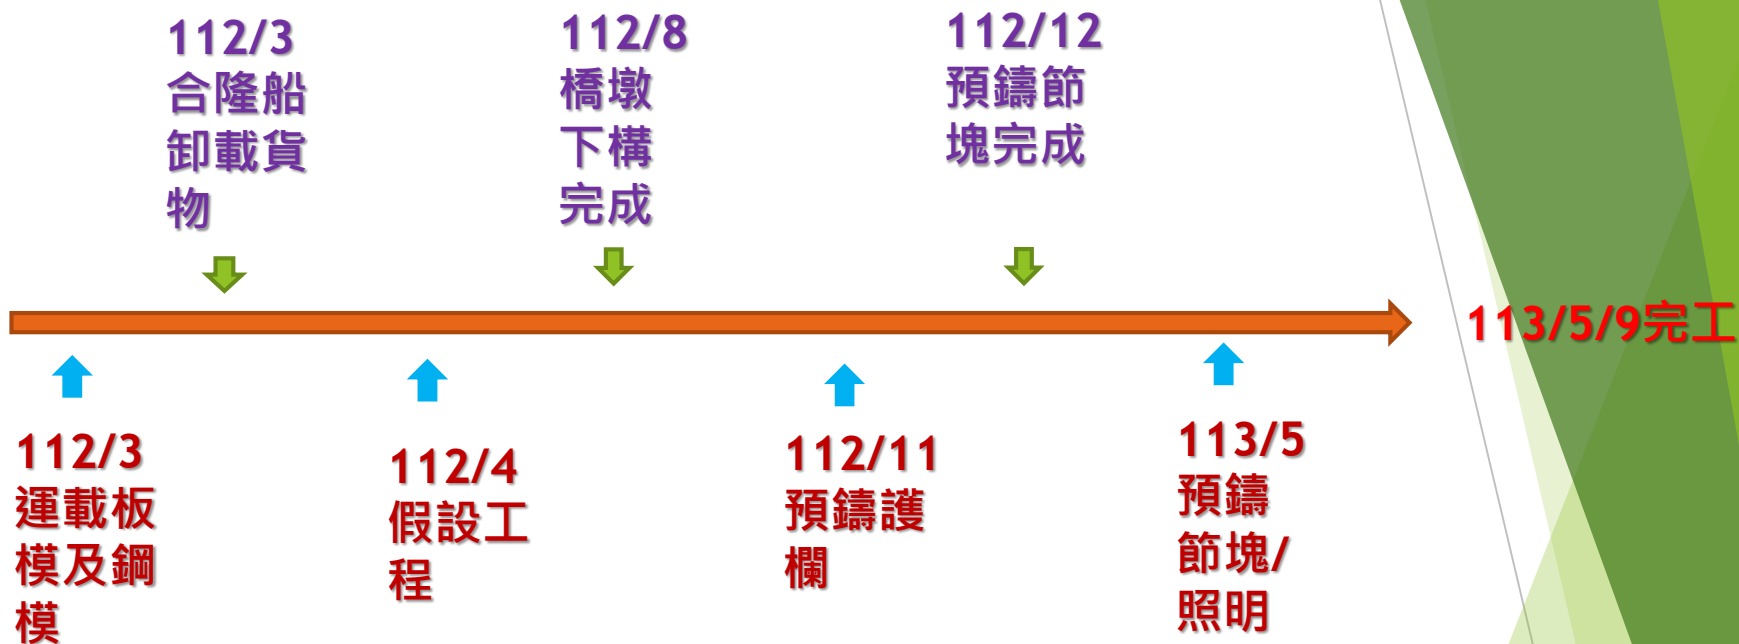 112/3
合隆船
卸載貨
物
112/8
橋墩
下構
完成
112/12
預鑄節
塊完成
113/5/9完工
112/3
運載板
模及鋼
模
112/4
假設工
程
112/11
預鑄護
欄
113/5
預鑄
節塊/
照明